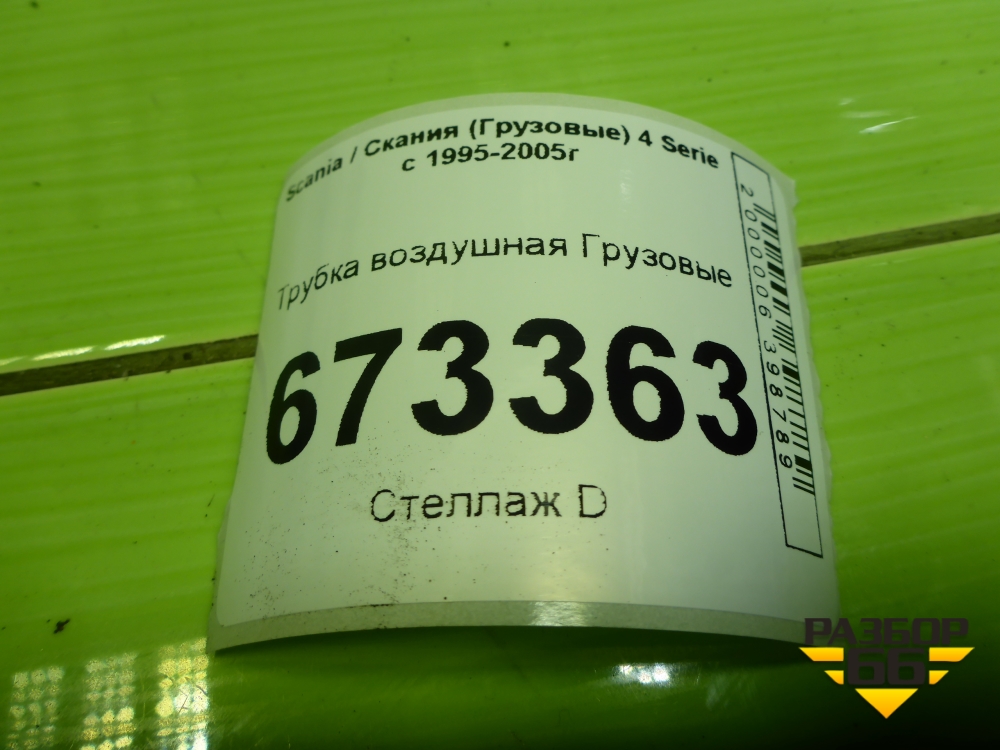 Scania / Скания (Грузовые) 4 Serie
с 1995-2005г
Трубка воздушная Грузовые
673363
Стеллаж D
2000006398789
РАЗБОР
66